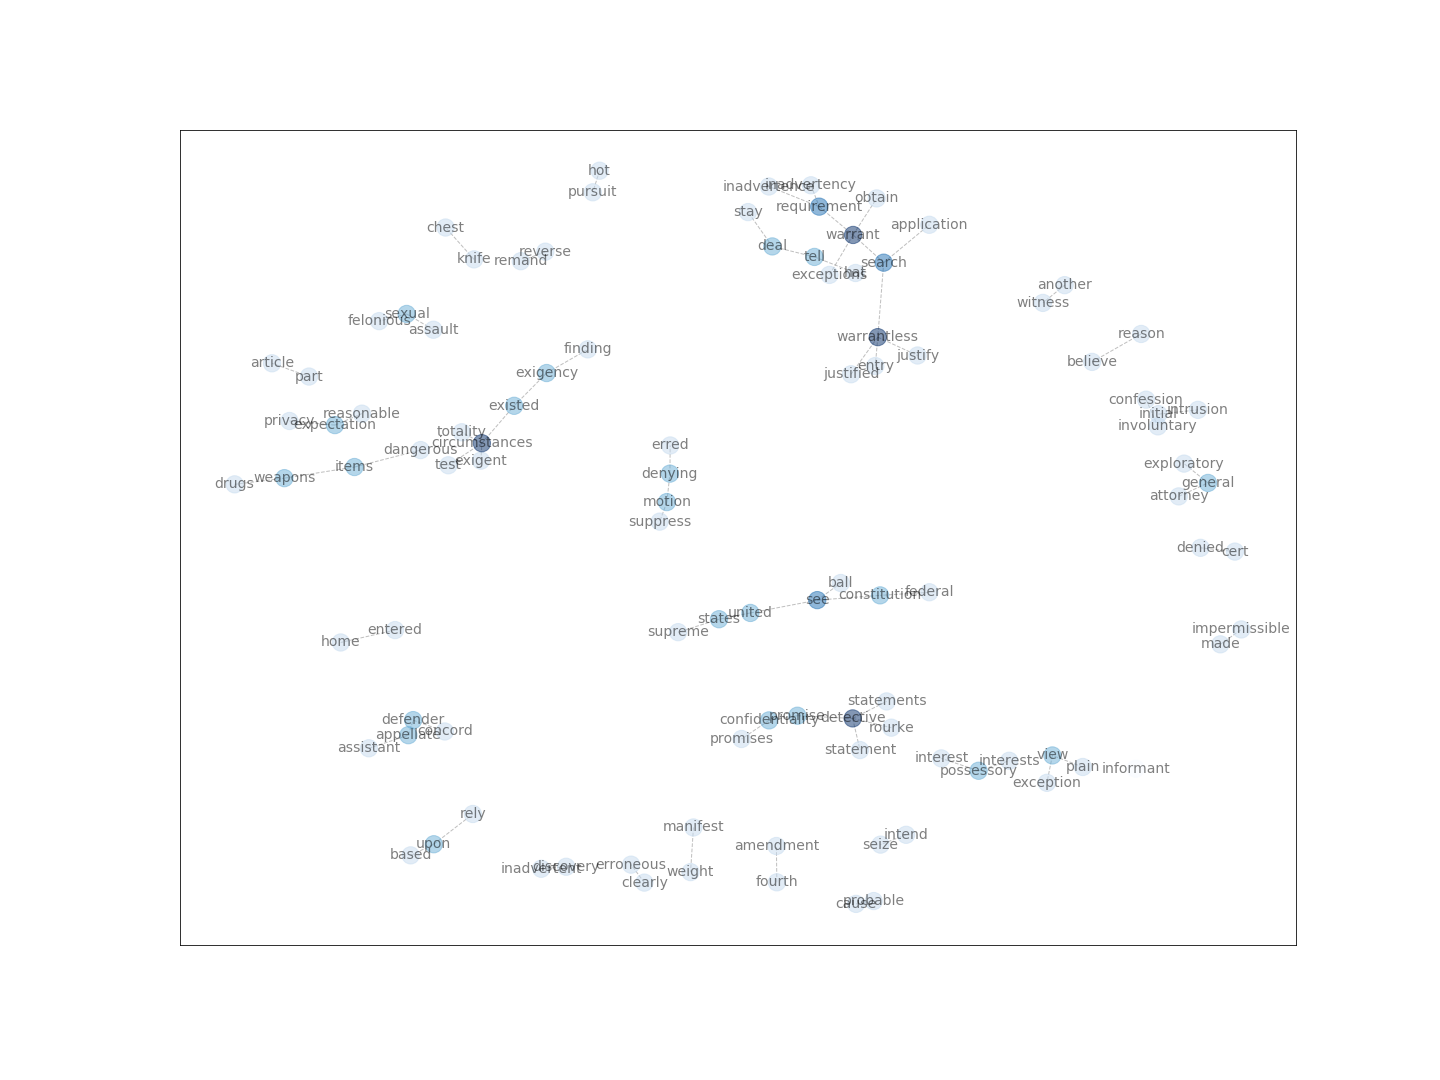 hot
pursuit
inadvertence
inadvertency
obtain
requirement
stay
chest
application
warrant
deal
reverse
tell
knife
remand
search
hat
exceptions
another
witness
sexual
felonious
assault
reason
warrantless
finding
justify
article
believe
entry
exigency
justified
part
confession
existed
intrusion
reasonable
initial
privacy
expectation
involuntary
totality
circumstances
erred
dangerous
exigent
test
exploratory
items
denying
weapons
general
drugs
attorney
motion
suppress
denied
cert
ball
federal
constitution
see
united
states
entered
supreme
impermissible
home
made
statements
promise
detective
defender
confidentiality
rourke
concord
appellate
promises
assistant
statement
view
interest
interests
plain
informant
possessory
exception
rely
manifest
intend
upon
seize
amendment
based
erroneous
discovery
inadvertent
weight
clearly
fourth
probable
cause